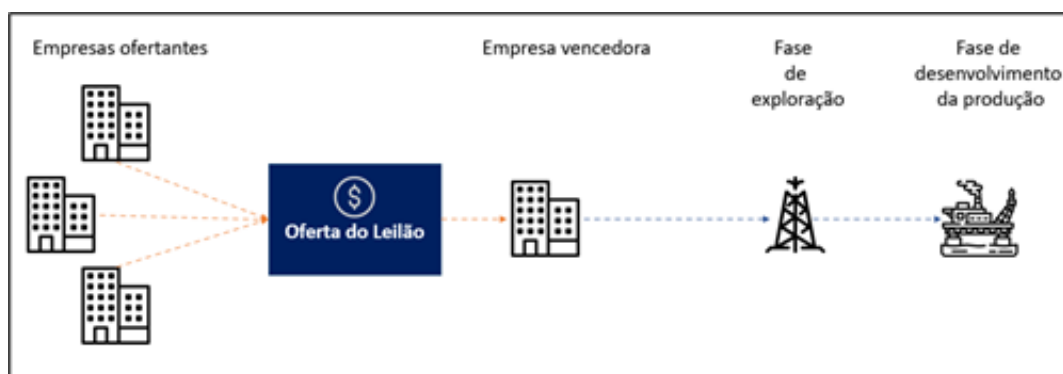 Empresas ofertantes
Empresa vencedora
Fase
de
exploração
Fase de
desenvolvimento
da produção
$
Oferta do Leilão